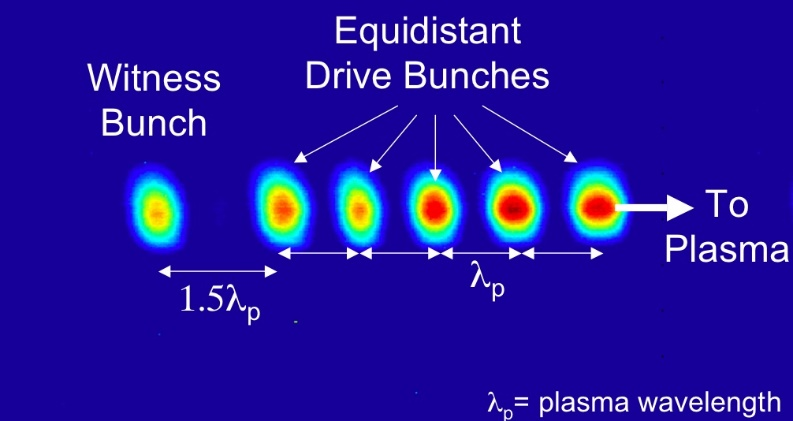 Equidistant
Drive Bunches
Witness
Bunch
To
Plasma
λp
1.5λp
λp= plasma wavelength